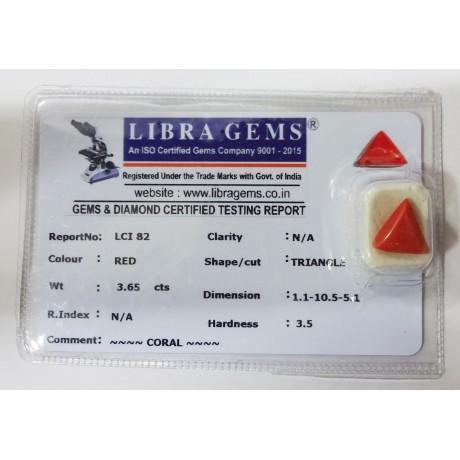 LIBRA GEMS ®
An ISO Certified Gems Company 9001 - 2015
Registered Under the Trade Marks with Govt. of India
website : www.libragems.co.in
GEMS & DIAMOND CERTIFIED TESTING REPORT
ReportNo: LCI 82 Clarity : N/A
Colour : RED Shape/cut : TRIANGLE
Wt : 3.65 cts Dimension : 1.1-10.5-5.1
R.Index : N/A Hardness : 3.5
Comment: ~~~~ CORAL ~~~~